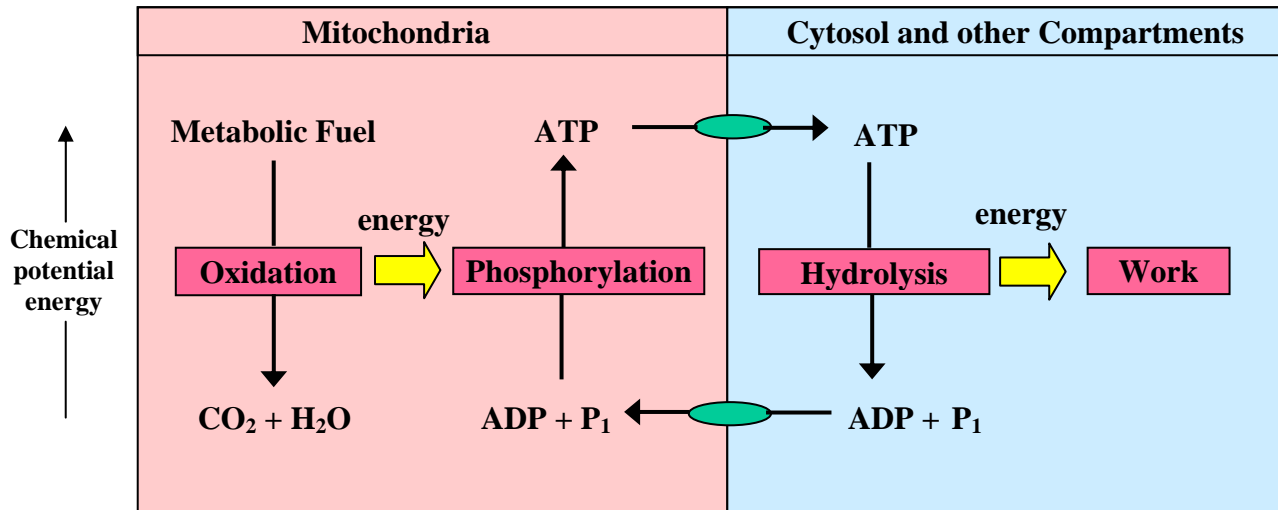 Mitochondria
Cytosol and other Compartments
Metabolic Fuel
ATP
ATP
energy
energy
Chemical
potential
energy
Oxidation
Phosphorylation
Hydrolysis
Work
CO₂ + H₂O
ADP + P₁
ADP + P₁